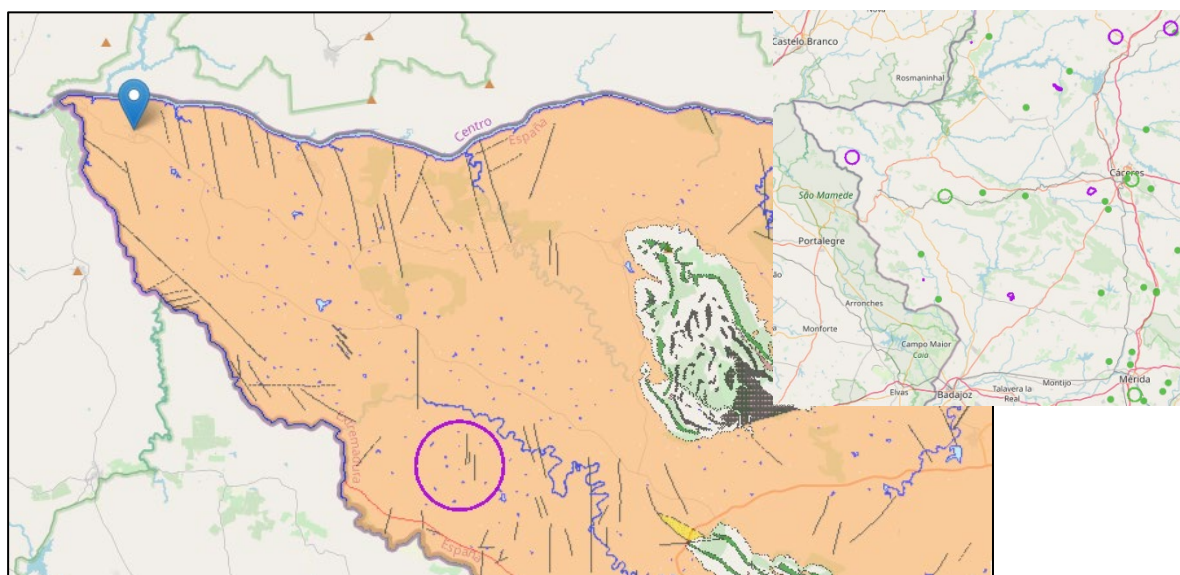 Centro
España
España
Nova
Castelo Branco
Rosmaninhal
São Mamede
Cáceres
Portalegre
Arronches
Monforte
Campo Maior
Caia
Elvas
Badajoz
Talavera la
Real
Montijo
Mérida